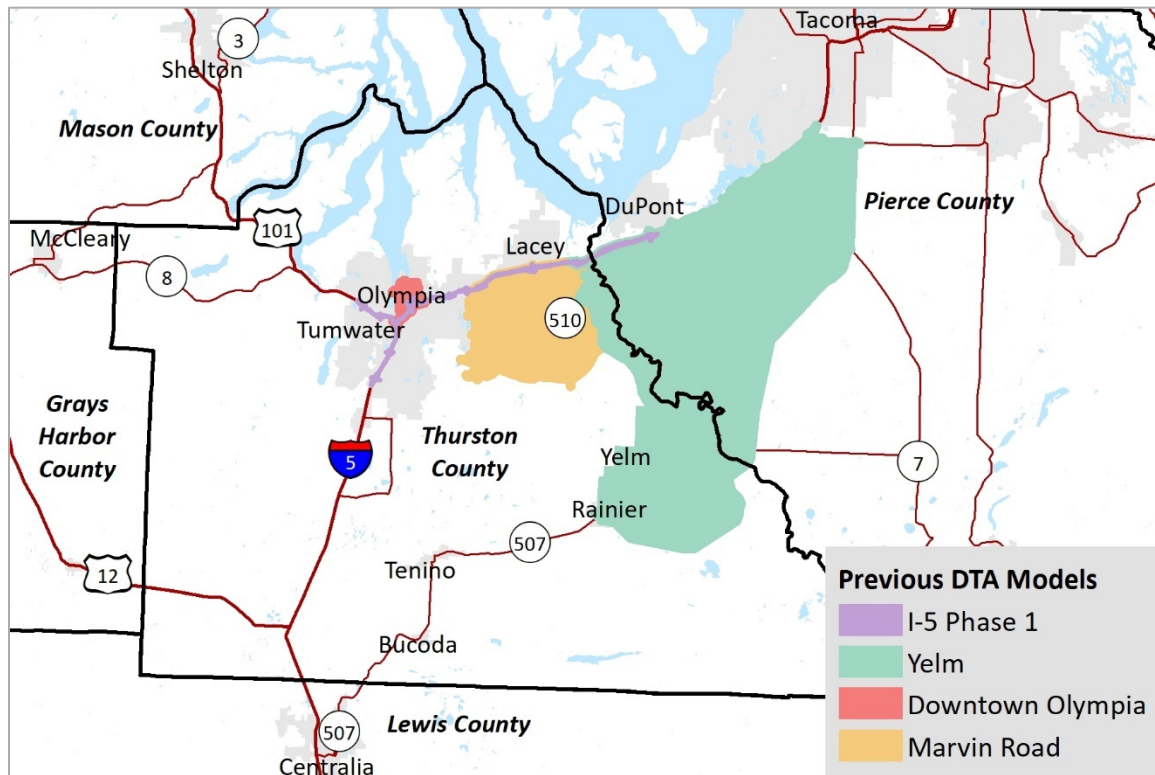 Tacoma
3
Shelton
Mason County
DuPont
Pierce County
101
McCleary
Lacey
8
Olympia
510
Tumwater
Grays
Harbor
County
Thurston
County
5
Yelm
7
Rainier
507
12
Tenino
Bucoda
Lewis County
507
Centralia
Previous DTA Models
I-5 Phase 1
Yelm
Downtown Olympia
Marvin Road